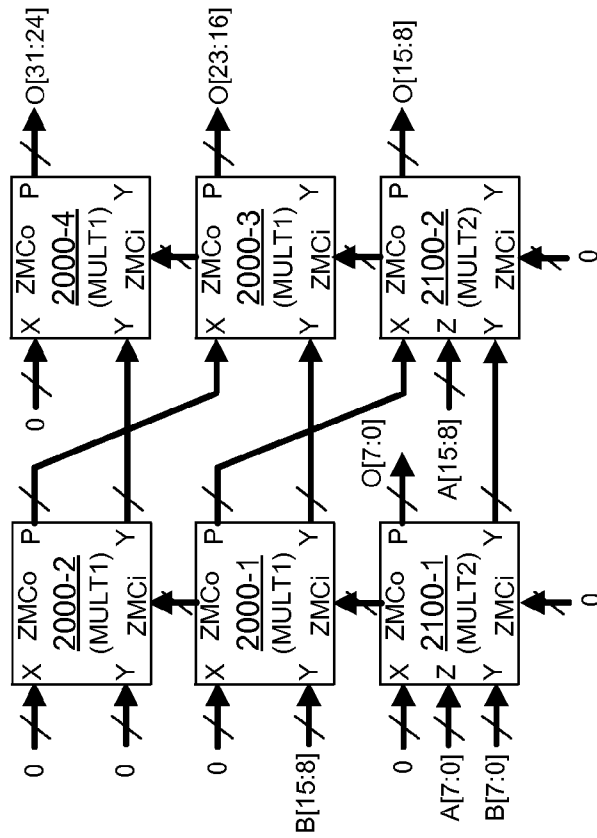 O[31:24]
O[23:16]
O[15:8]
P
ZMCo
X
2000-4
(MULT1)
Y
ZMCi
Y
0
P
ZMCo
X
2000-3
(MULT1)
Y
ZMCi
Y
P
ZMCo
X
2100-2
(MULT2)
Z
Y
ZMCi
Y
0
O[7:0]
A[15:8]
P
ZMCo
X
2000-2
(MULT1)
Y
ZMCi
Y
0
0
P
ZMCo
X
2000-1
(MULT1)
Y
ZMCi
Y
0
B[15:8]
P
ZMCo
X
2100-1
(MULT2)
Z
Y
ZMCi
Y
0
0
A[7:0]
B[7:0]